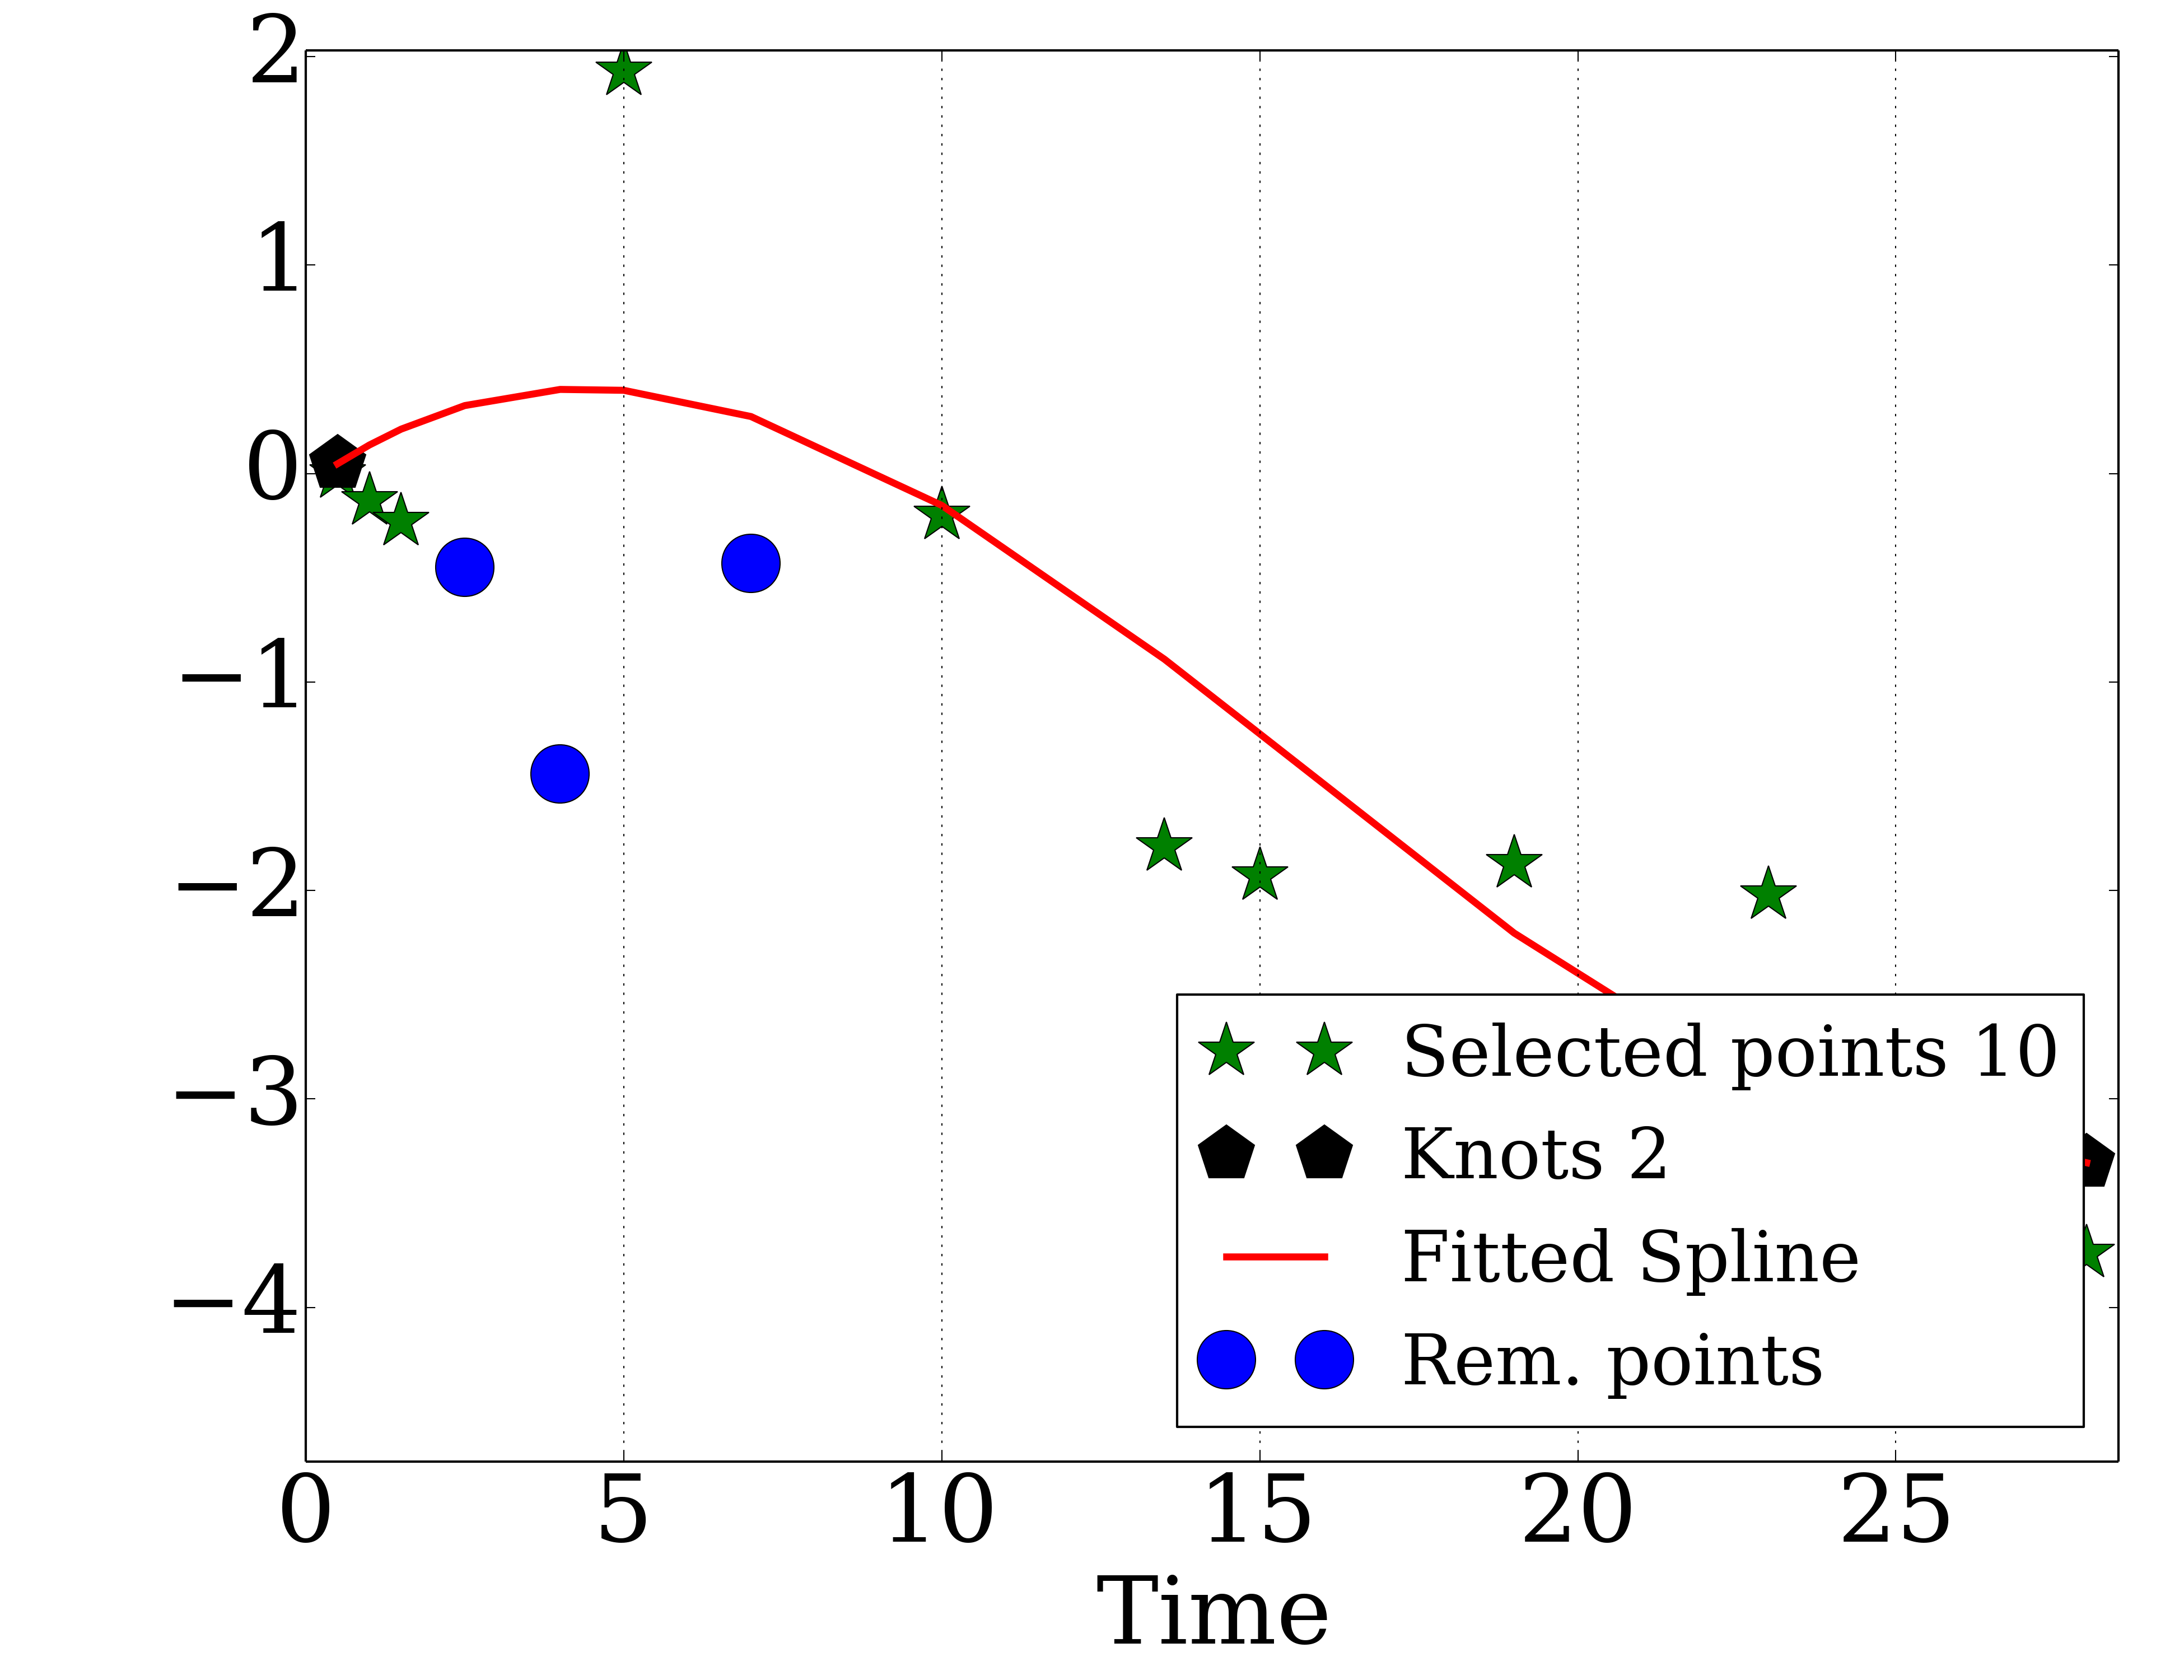 2
1
0
−1
−2
−3
−4
Selected points 10
Knots 2
Fitted Spline
Rem. points
0 5 10 15 20 25
Time